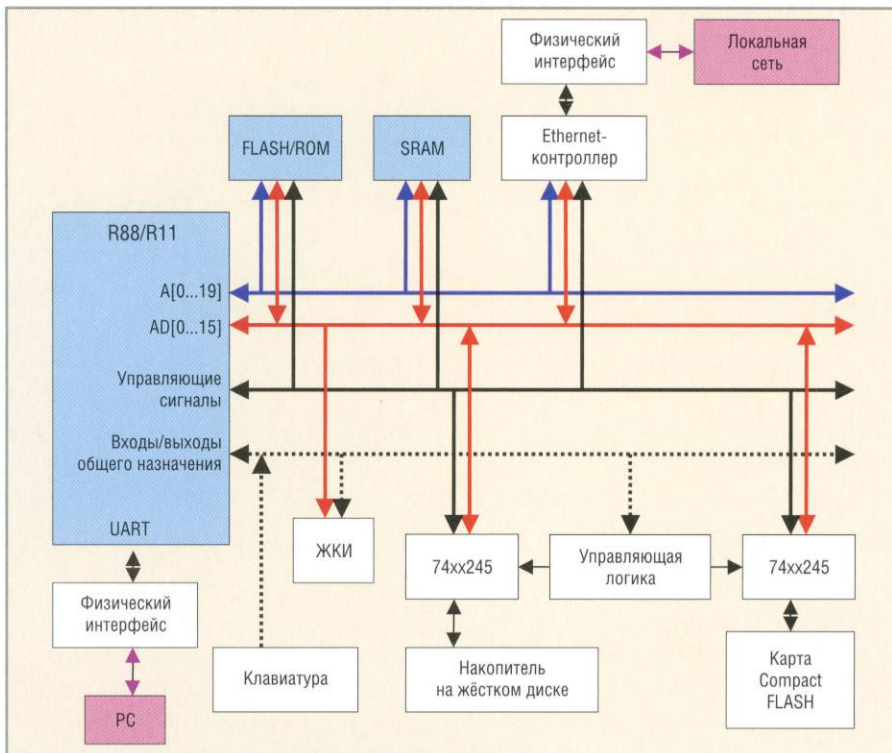 Физический
интерфейс
Локальная
сеть
FLASH/ROM
SRAM
Ethernet-
контроллер
R88/R11
A[0...19]
AD[0...15]
Управляющие
сигналы
Входы/выходы
общего назначения
UART
ЖКИ
74xx245
Управляющая
логика
74xx245
Физический
интерфейс
Клавиатура
Накопитель
на жёстком диске
Карта
Compact
FLASH
PC